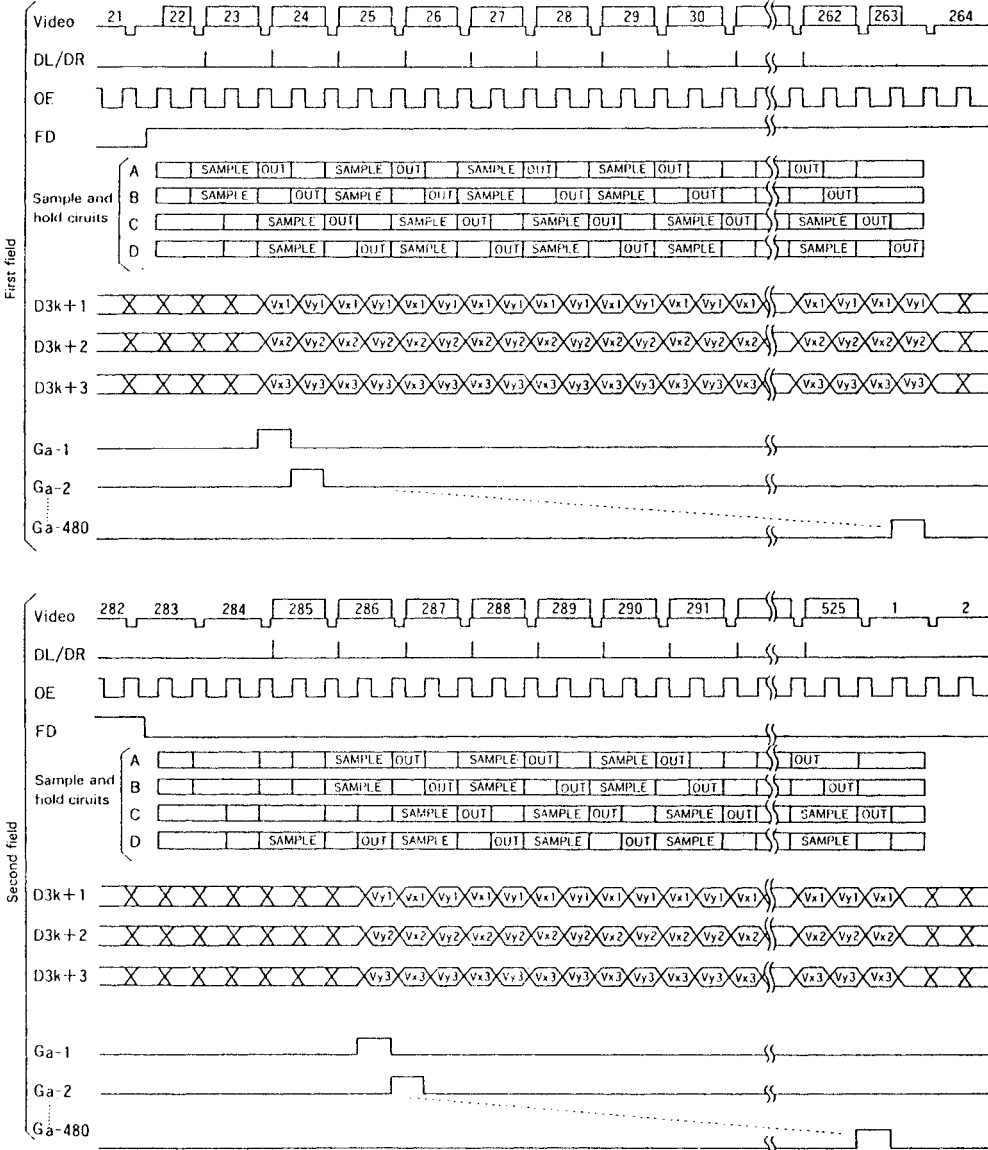 First field
Video 21 22 23 24 25 26 27 28 29 30 262 263 264
DL/DR
OE
FD
Sample and hold ciruits
A SAMPLE OUT SAMPLE OUT SAMPLE OUT SAMPLE OUT OUT
B SAMPLE OUT SAMPLE OUT SAMPLE OUT SAMPLE OUT OUT
C SAMPLE OUT SAMPLE OUT SAMPLE OUT SAMPLE OUT SAMPLE OUT
D SAMPLE OUT SAMPLE OUT SAMPLE OUT SAMPLE OUT SAMPLE OUT
D3k+1 Vx1 Vy1 Vx1 Vy1 Vx1 Vy1 Vx1 Vy1 Vx1 Vy1 Vx1 Vy1 Vx1 Vy1 Vx1 Vx1 Vy1 Vx1 Vy1
D3k+2 Vx2 Vy2 Vx2 Vy2 Vx2 Vy2 Vx2 Vy2 Vx2 Vy2 Vx2 Vy2 Vx2 Vy2 Vx2 Vx2 Vy2 Vx2 Vy2
D3k+3 Vx3 Vy3 Vx3 Vy3 Vx3 Vy3 Vx3 Vy3 Vx3 Vy3 Vx3 Vy3 Vx3 Vy3 Vx3 Vx3 Vy3 Vx3 Vy3
Ga-1
Ga-2
Ga-480
Second field
Video 282 283 284 285 286 287 288 289 290 291 525 1 2
DL/DR
OE
FD
Sample and hold ciruits
A SAMPLE OUT SAMPLE OUT SAMPLE OUT OUT
B SAMPLE OUT SAMPLE OUT SAMPLE OUT OUT
C SAMPLE OUT SAMPLE OUT SAMPLE OUT SAMPLE OUT
D SAMPLE OUT SAMPLE OUT SAMPLE OUT SAMPLE OUT SAMPLE
D3k+1 Vy1 Vx1 Vy1 Vx1 Vy1 Vx1 Vy1 Vx1 Vy1 Vx1 Vy1 Vx1 Vx1 Vy1 Vx1
D3k+2 Vy2 Vx2 Vy2 Vx2 Vy2 Vx2 Vy2 Vx2 Vy2 Vx2 Vy2 Vx2 Vx2 Vy2 Vx2
D3k+3 Vy3 Vx3 Vy3 Vx3 Vy3 Vx3 Vy3 Vx3 Vy3 Vx3 Vy3 Vx3 Vx3 Vy3 Vx3
Ga-1
Ga-2
Ga-480